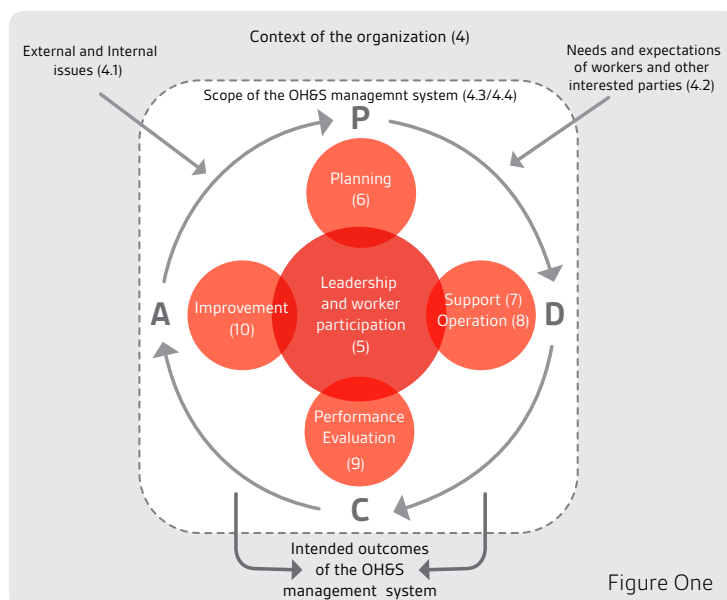 Context of the organization (4)
External and Internal
issues (4.1)
Needs and expectations
of workers and other
interested parties (4.2)
Scope of the OH&S managemnt system (4.3/4.4)
P
Planning
(6)
A
Improvement
(10)
Leadership
and worker
participation
(5)
Support (7)
Operation (8)
D
Performance
Evaluation
(9)
C
Intended outcomes
of the OH&S
management system
Figure One